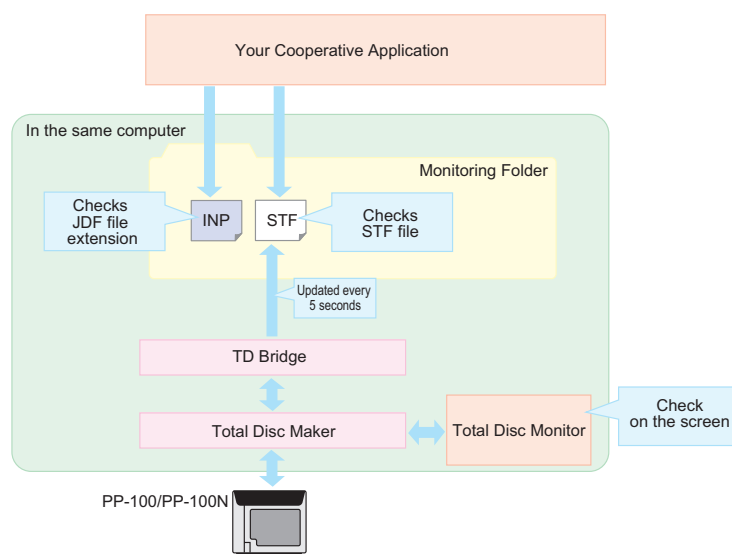 Your Cooperative Application
In the same computer
Monitoring Folder
Checks
JDF file
extension
INP
STF
Checks
STF file
Updated every
5 seconds
TD Bridge
Total Disc Maker
Total Disc Monitor
Check
on the screen
PP-100/PP-100N